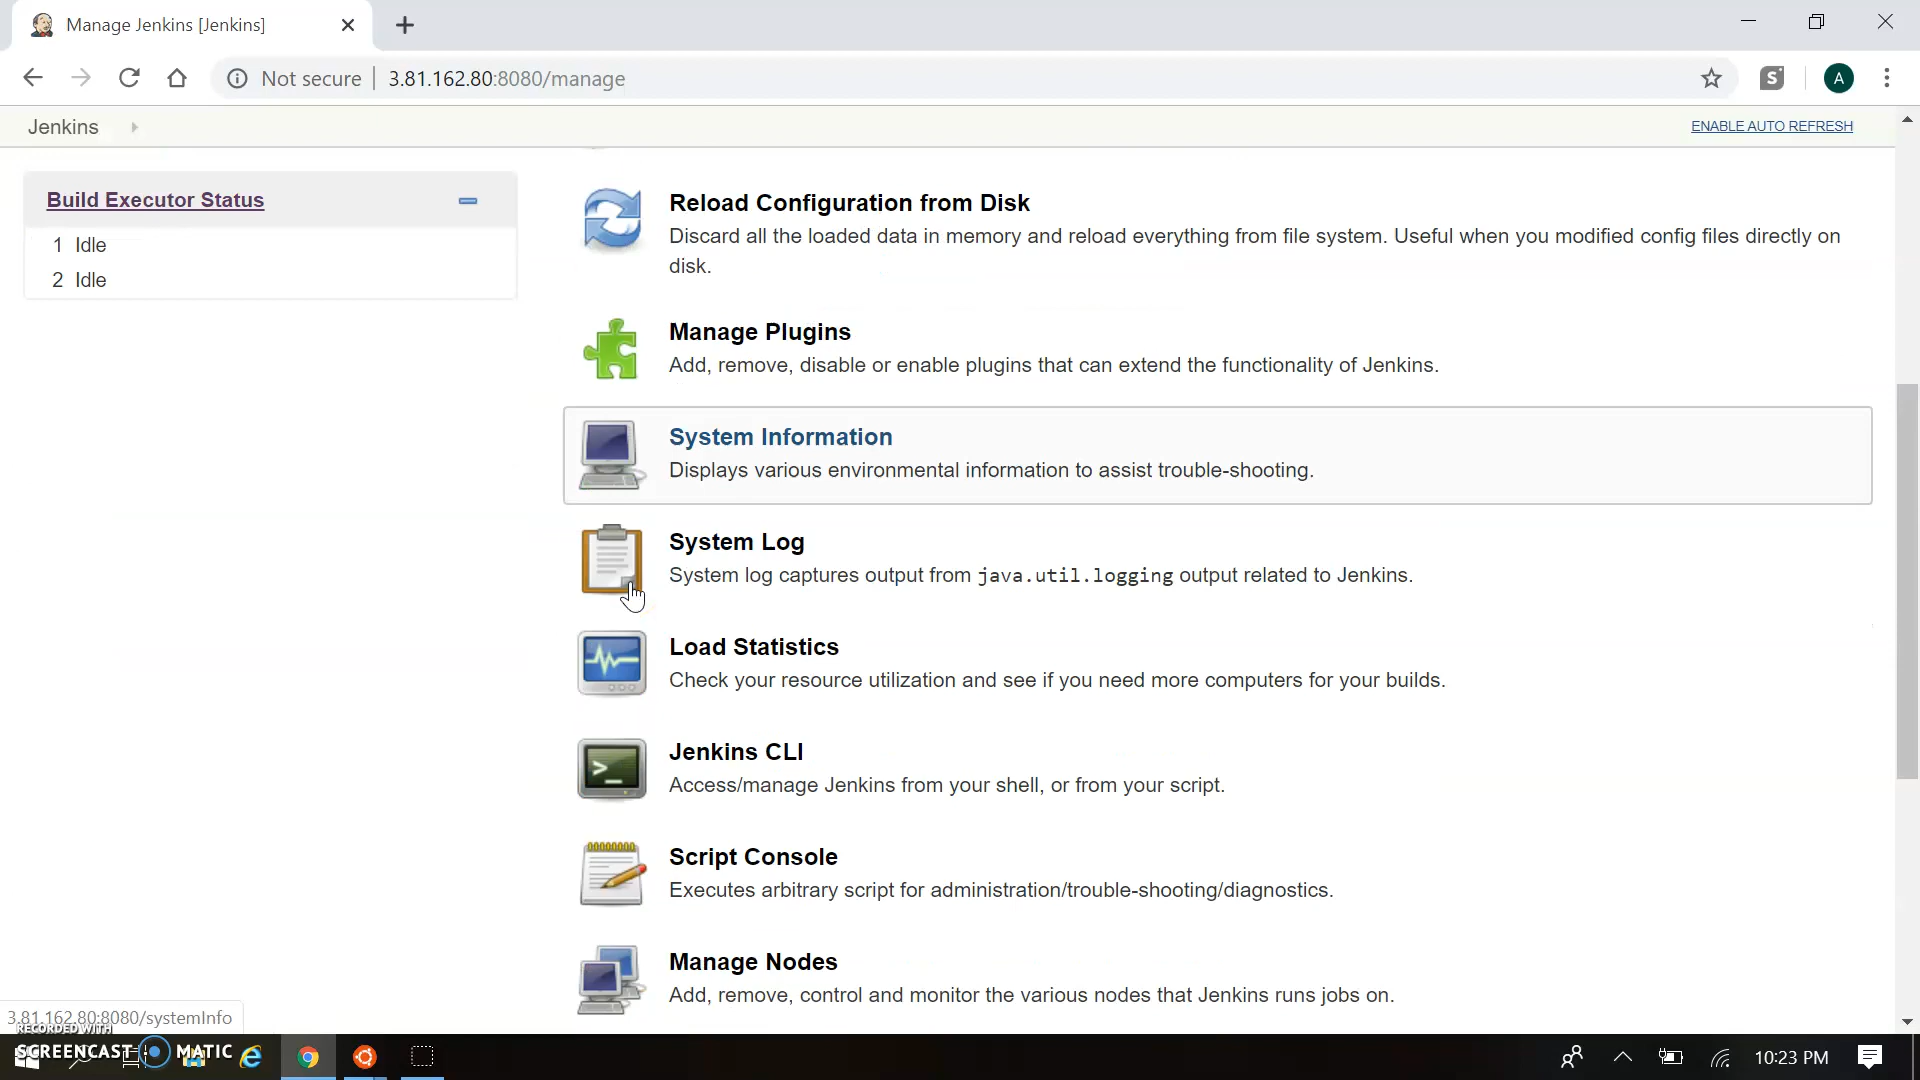 Manage Jenkins [Jenkins]
Not secure
3.81.162.80:8080/manage
S
A
Jenkins
ENABLE AUTO REFRESH
Build Executor Status
1 Idle
2 Idle
Reload Configuration from Disk
Discard all the loaded data in memory and reload everything from file system. Useful when you modified config files directly on
disk.
Manage Plugins
Add, remove, disable or enable plugins that can extend the functionality of Jenkins.
System Information
Displays various environmental information to assist trouble-shooting.
System Log
System log captures output from java.util.logging output related to Jenkins.
Load Statistics
Check your resource utilization and see if you need more computers for your builds.
Jenkins CLI
Access/manage Jenkins from your shell, or from your script.
Script Console
Executes arbitrary script for administration/trouble-shooting/diagnostics.
Manage Nodes
Add, remove, control and monitor the various nodes that Jenkins runs jobs on.
3.81.162.80:8080/systemInfo
RECORDED WITH
SCREENCAST MATIC
10:23 PM